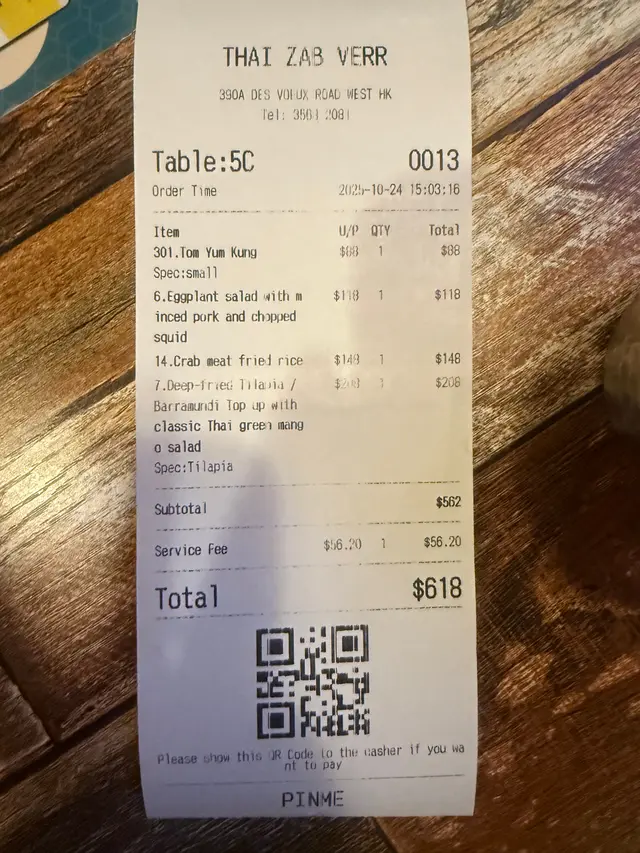 THAI ZAB VERR
390A DES VOEUX ROAD WEST HK
Tel: 3561 2081
Table:5C 0013
Order Time 2025-10-24 15:03:16
Item U/P QTY Total
301.Tom Yum Kung $88 1 $88
Spec:small
6.Eggplant salad with m $118 1 $118
inced pork and chopped
squid
14.Crab meat fried rice $148 1 $148
7.Deep-fried Tilapia / $208 1 $208
Barramundi Top up with
classic Thai green mang
o salad
Spec:Tilapia
Subtotal $562
Service Fee $56.20 1 $56.20
Total $618
Please show this QR Code to the casher if you wa
nt to pay
PINME